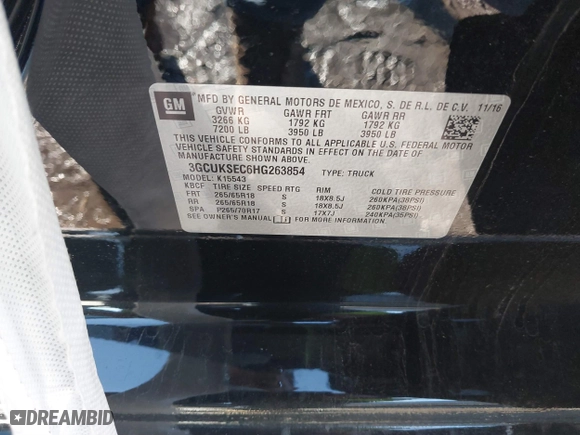 GM
MFD BY GENERAL MOTORS DE MEXICO, S. DE R.L. DE C.V. 11/16
GVWR GAWR FRT GAWR RR
3266 KG 1792 KG 1792 KG
7200 LB 3950 LB 3950 LB
THIS VEHICLE CONFORMS TO ALL APPLICABLE U.S. FEDERAL MOTOR
VEHICLE SAFETY STANDARDS IN EFFECT ON THE DATE OF
MANUFACTURE SHOWN ABOVE.
3GCUKSEC6HG263854 TYPE: TRUCK
MODEL: K15543
KBCF TIRE SIZE SPEED RTG RIM COLD TIRE PRESSURE
FRT 265/65R18 S 18X8.5J 260KPA(38PSI)
RR 265/65R18 S 18X8.5J 260KPA(38PSI)
SPA P265/70R17 S 17X7J 240KPA(35PSI)
SEE OWNER'S MANUAL FOR MORE INFORMATION.
DREAMBID